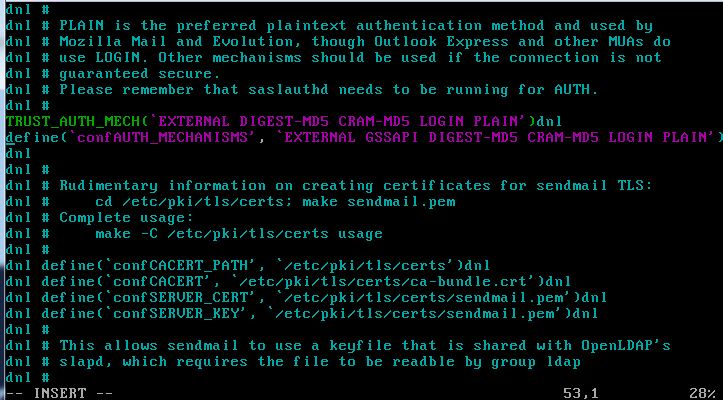 dnl #
dnl # PLAIN is the preferred plaintext authentication method and used by
dnl # Mozilla Mail and Evolution, though Outlook Express and other MUAs do
dnl # use LOGIN. Other mechanisms should be used if the connection is not
dnl # guaranteed secure.
dnl # Please remember that saslauthd needs to be running for AUTH.
dnl #
TRUST_AUTH_MECH(`EXTERNAL DIGEST-MD5 CRAM-MD5 LOGIN PLAIN')dnl
define(`confAUTH_MECHANISMS', `EXTERNAL GSSAPI DIGEST-MD5 CRAM-MD5 LOGIN PLAIN')
dnl
dnl #
dnl # Rudimentary information on creating certificates for sendmail TLS:
dnl #     cd /etc/pki/tls/certs; make sendmail.pem
dnl # Complete usage:
dnl #     make -C /etc/pki/tls/certs usage
dnl #
dnl define(`confCACERT_PATH', `/etc/pki/tls/certs')dnl
dnl define(`confCACERT', `/etc/pki/tls/certs/ca-bundle.crt')dnl
dnl define(`confSERVER_CERT', `/etc/pki/tls/certs/sendmail.pem')dnl
dnl define(`confSERVER_KEY', `/etc/pki/tls/certs/sendmail.pem')dnl
dnl #
dnl # This allows sendmail to use a keyfile that is shared with OpenLDAP's
dnl # slapd, which requires the file to be readble by group ldap
dnl #
-- INSERT -- 53,1 28%